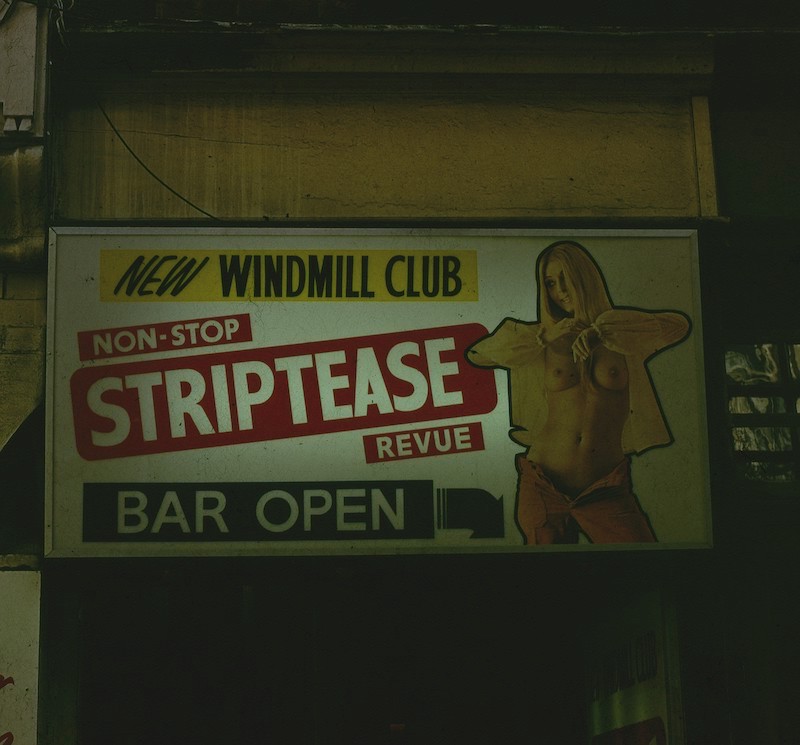 NEW WINDMILL CLUB
NON-STOP
STRIPTEASE
REVUE
BAR OPEN